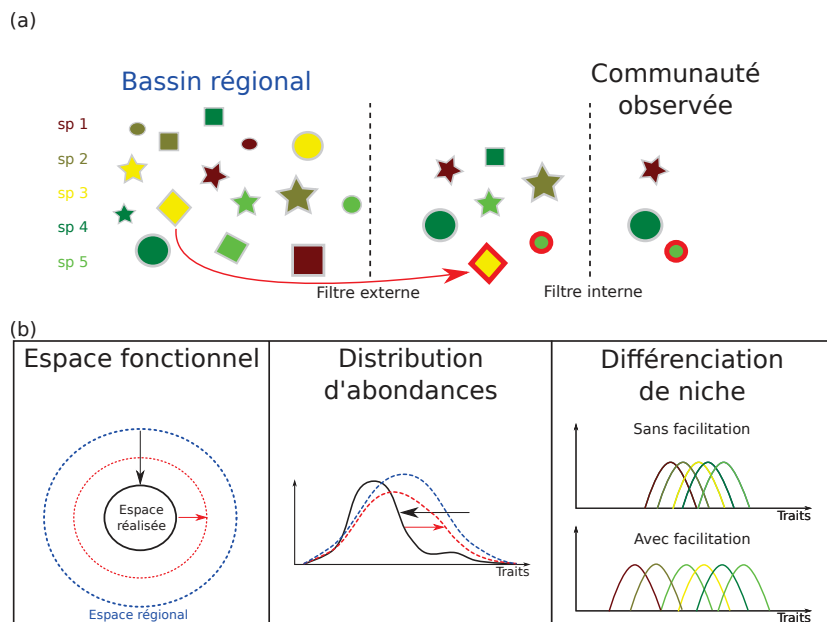 (a)
Bassin régional
Communauté
observée
sp 1
sp 2
sp 3
sp 4
sp 5
Filtre externe
Filtre interne
(b)
Espace fonctionnel
Distribution
d'abondances
Différenciation
de niche
Sans facilitation
Traits
Avec facilitation
Traits
Espace
réalisée
Espace régional
Traits